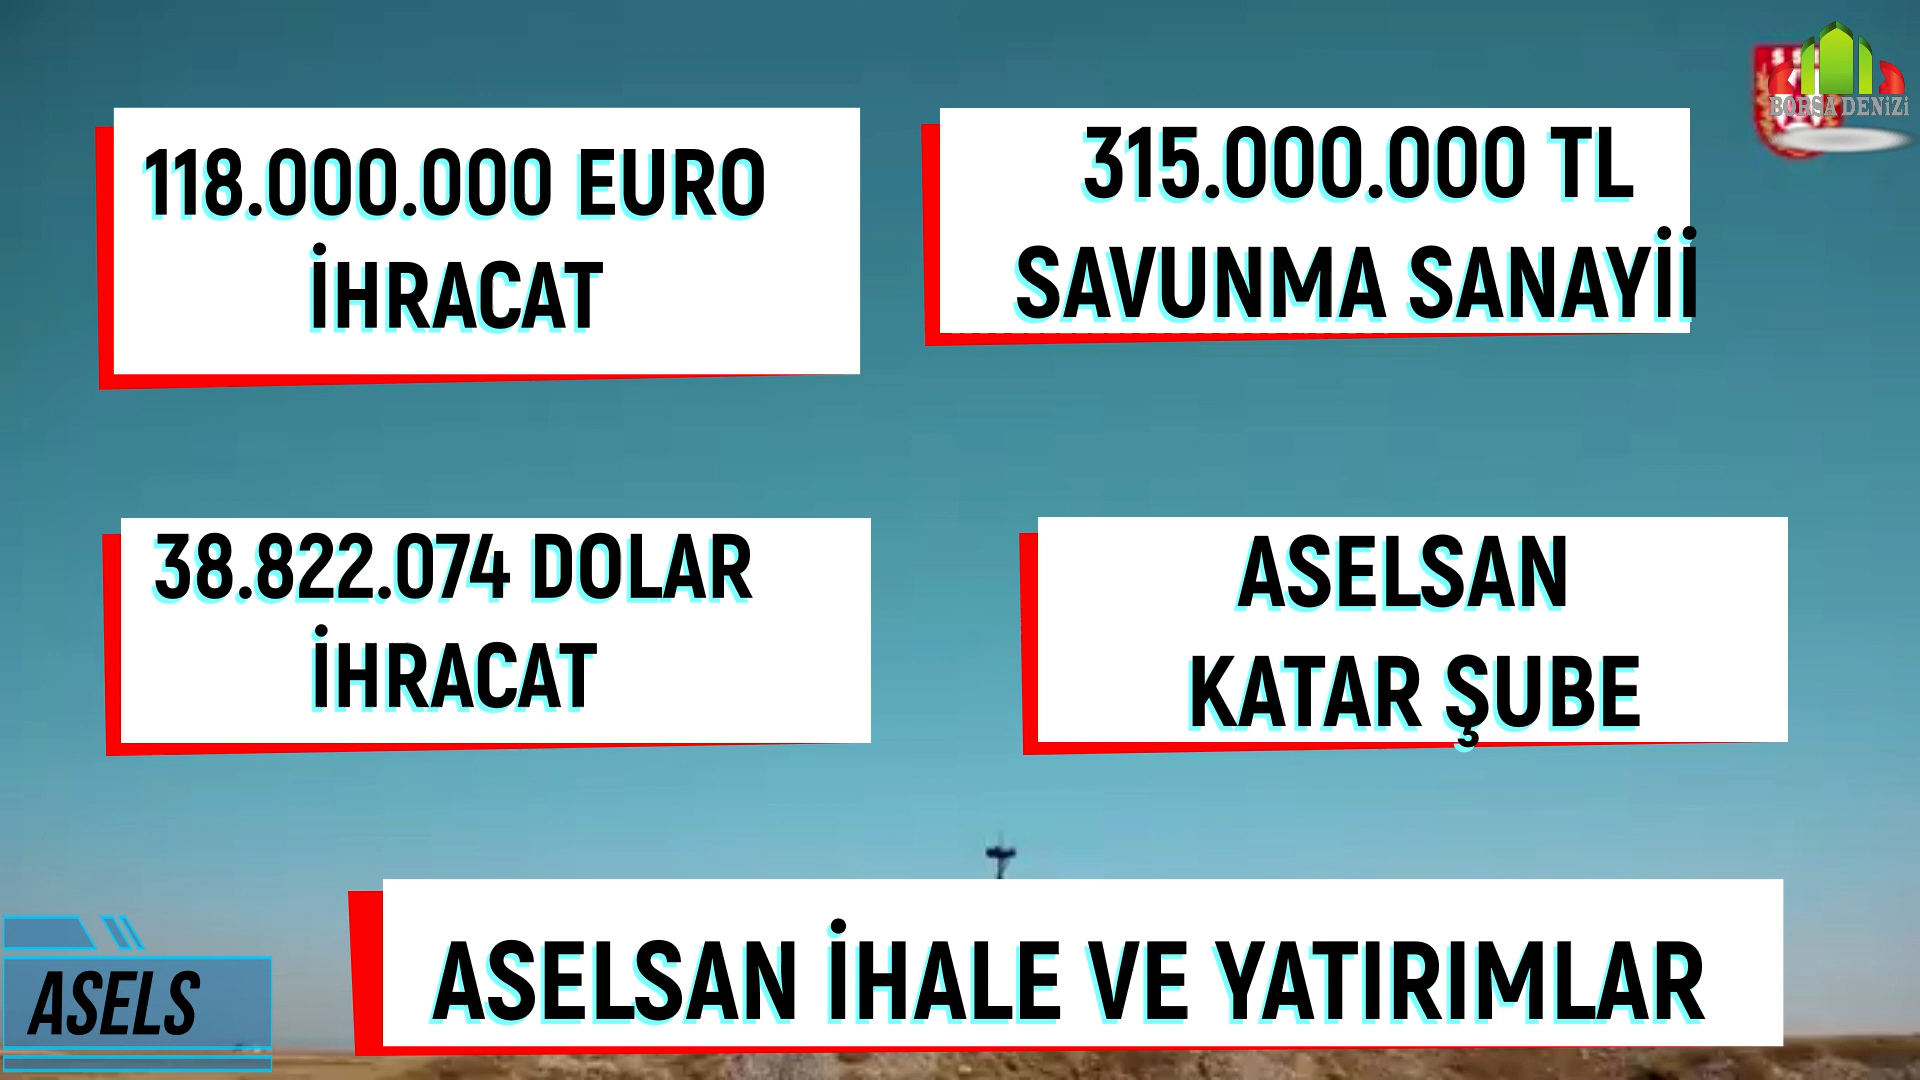 BORSA DENİZİ
118.000.000 EURO
İHRACAT
315.000.000 TL
SAVUNMA SANAYİİ
38.822.074 DOLAR
İHRACAT
ASELSAN
KATAR ŞUBE
ASELSAN İHALE VE YATIRIMLAR
ASELS